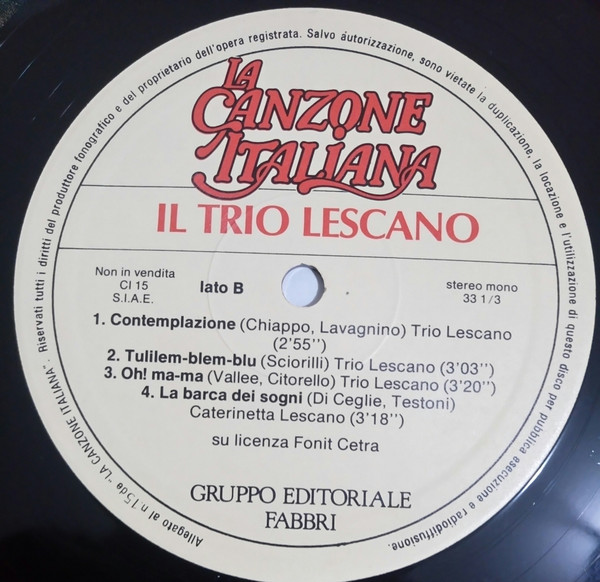 Allegato al n.15 de "LA CANZONE ITALIANA". Riservati tutti i diritti del produttore fonografico e del proprietario dell'opera registrata. Salvo autorizzazione, sono vietate la duplicazione, la locazione e l'utilizzazione di questo disco per pubblica esecuzione e radiodiffusione.
LA
CANZONE
ITALIANA
IL TRIO LESCANO
Non in vendita
CI 15
S.I.A.E.
lato B
stereo mono
33 1/3
1. Contemplazione (Chiappo, Lavagnino) Trio Lescano
(2'55'')
2. Tulilem-blem-blu (Sciorilli) Trio Lescano (3'03'')
3. Oh! ma-ma (Vallee, Citorello) Trio Lescano (3'20'')
4. La barca dei sogni (Di Ceglie, Testoni)
Caterinetta Lescano (3'18'')
su licenza Fonit Cetra
GRUPPO EDITORIALE
FABBRI